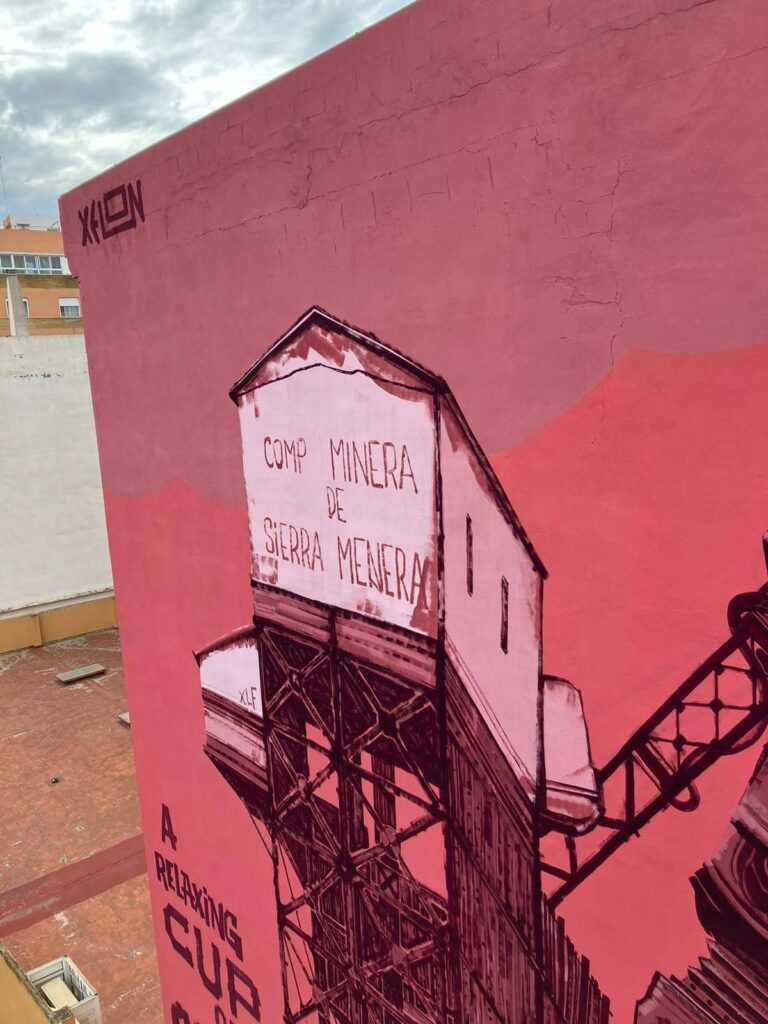 XELON
COMP MINERA
DE
SIERRA MENERA
XLF
A
RELAXING
CUP